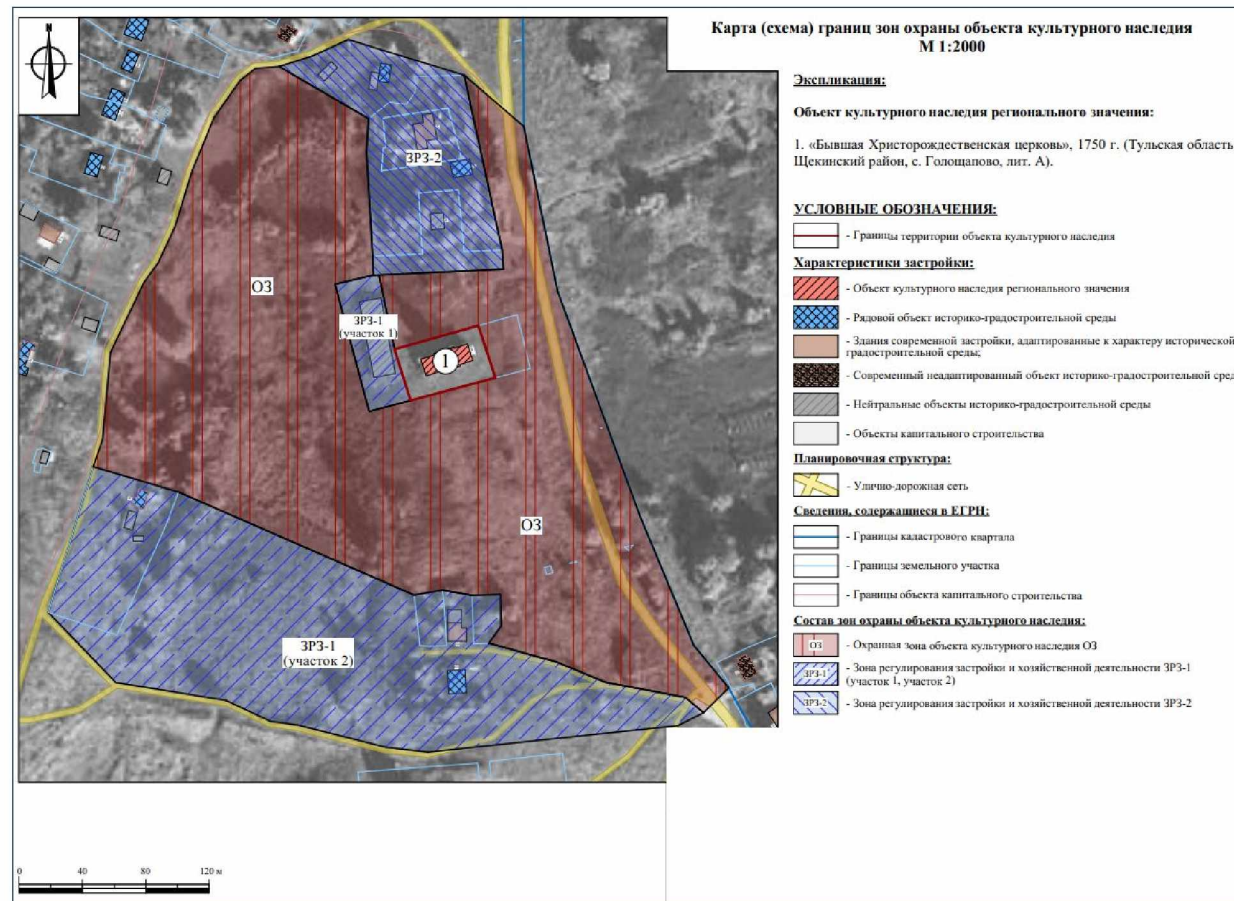 N
Карта (схема) границ зон охраны объекта культурного наследия
М 1:2000
Экспликация:
Объект культурного наследия регионального значения:
1. «Бывшая Христорождественская церковь», 1750 г. (Тульская область
Щекинский район, с. Голощапово, лит. А).
УСЛОВНЫЕ ОБОЗНАЧЕНИЯ:
- Границы территории объекта культурного наследия
Характеристики застройки:
- Объект культурного наследия регионального значения
- Рядовой объект историко-градостроительной среды
- Здания современной застройки, адаптированные к характеру исторической
градостроительной среды;
- Современный неадаптированный объект историко-градостроительной сред
- Нейтральные объекты историко-градостроительной среды
- Объекты капитального строительства
Планировочная структура:
- Улично-дорожная сеть
Сведения, содержащиеся в ЕГРН:
- Границы кадастрового квартала
- Границы земельного участка
- Границы объекта капитального строительства
Состав зон охраны объекта культурного наследия:
ОЗ
- Охранная зона объекта культурного наследия ОЗ
ЗРЗ-1
- Зона регулирования застройки и хозяйственной деятельности ЗРЗ-1
(участок 1, участок 2)
ЗРЗ-2
- Зона регулирования застройки и хозяйственной деятельности ЗРЗ-2
ЗРЗ-2
ОЗ
ЗРЗ-1
(участок 1)
1
ОЗ
ЗРЗ-1
(участок 2)
0 40 80 120 м